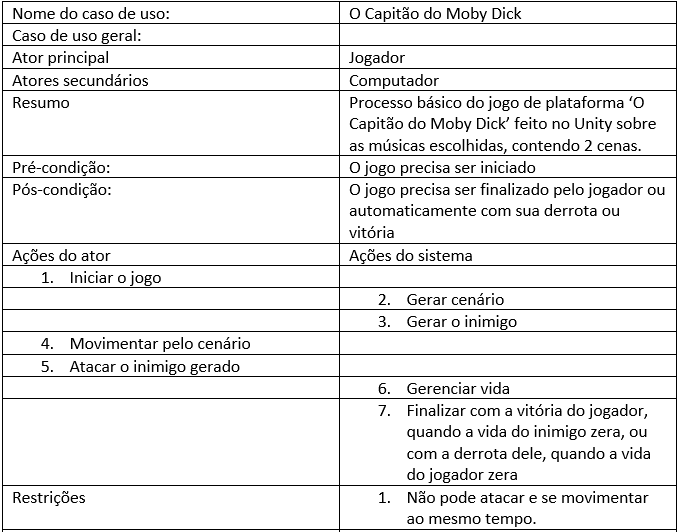 Nome do caso de uso: O Capitão do Moby Dick
Caso de uso geral:
Ator principal Jogador
Atores secundários Computador
Resumo Processo básico do jogo de plataforma ‘O
Capitão do Moby Dick’ feito no Unity sobre
as músicas escolhidas, contendo 2 cenas.
Pré-condição: O jogo precisa ser iniciado
Pós-condição: O jogo precisa ser finalizado pelo jogador ou
automaticamente com sua derrota ou
vitória
Ações do ator Ações do sistema
1. Iniciar o jogo
2. Gerar cenário
3. Gerar o inimigo
4. Movimentar pelo cenário
5. Atacar o inimigo gerado
6. Gerenciar vida
7. Finalizar com a vitória do jogador,
quando a vida do inimigo zera, ou
com a derrota dele, quando a vida
do jogador zera
Restrições 1. Não pode atacar e se movimentar
ao mesmo tempo.